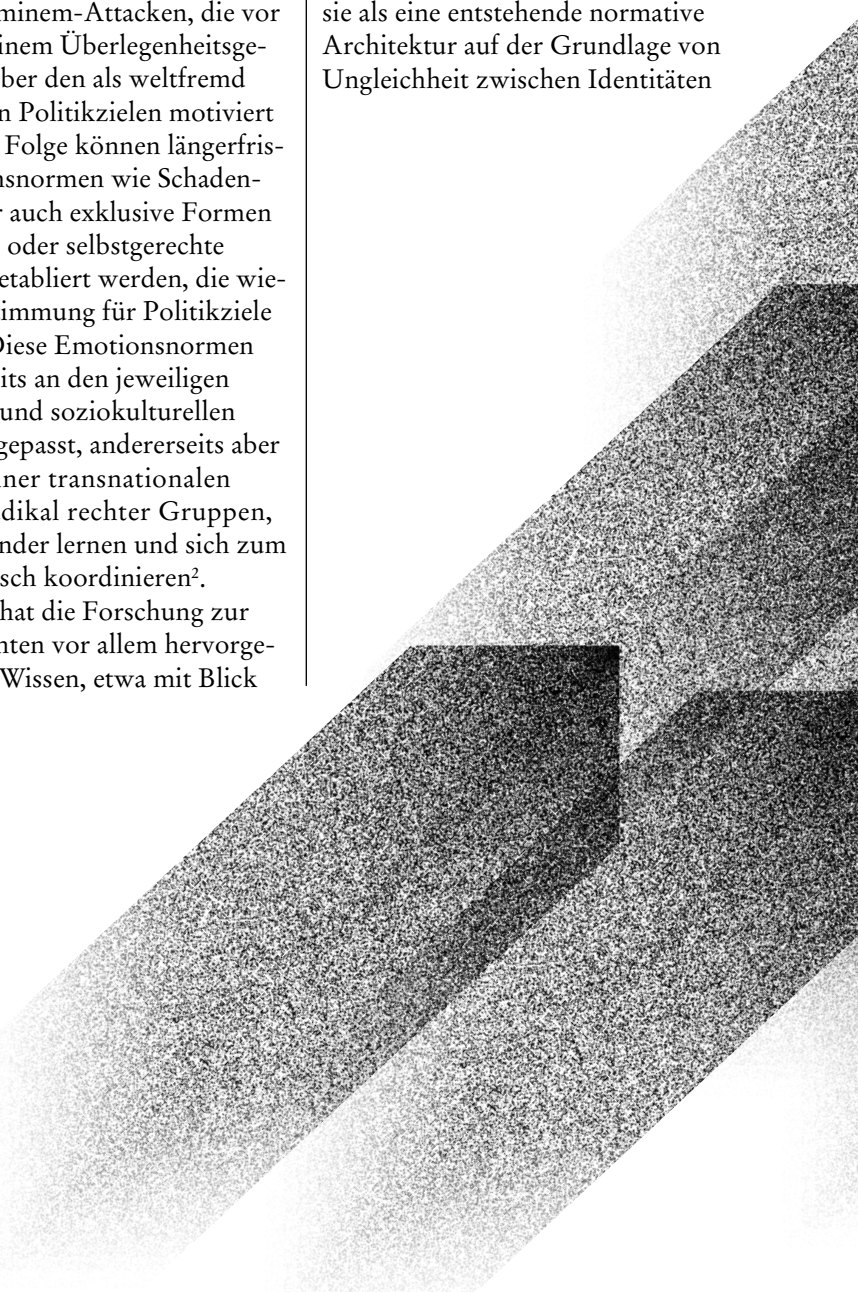 minem-Attacken, die vor
inem Überlegenheitsge-
ber den als weltfremd
n Politikzielen motiviert
Folge können längerfris-
nsnormen wie Schaden-
r auch exklusive Formen
oder selbstgerechte
etabliert werden, die wie-
immung für Politikziele
Diese Emotionsnormen
its an den jeweiligen
und soziokulturellen
gepasst, andererseits aber
ner transnationalen
dikal rechter Gruppen,
nder lernen und sich zum
sch koordinieren².
hat die Forschung zur
nten vor allem hervorge-
Wissen, etwa mit Blick
sie als eine entstehende normative
Architektur auf der Grundlage von
Ungleichheit zwischen Identitäten